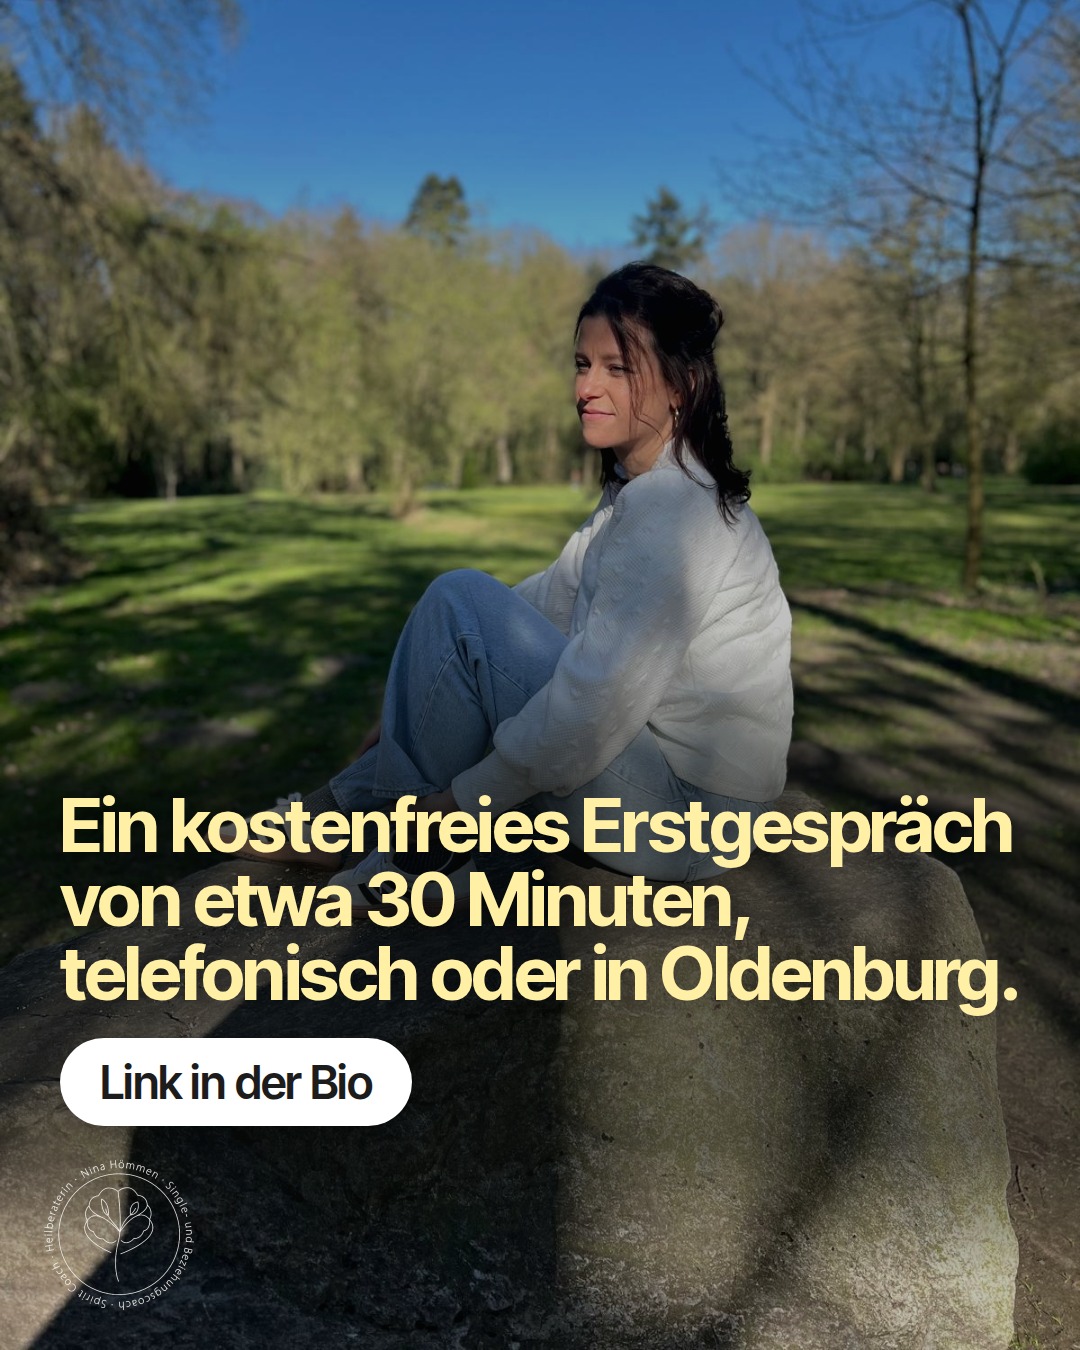 Ein kostenfreies Erstgespräch
von etwa 30 Minuten,
telefonisch oder in Oldenburg.
Link in der Bio
Nina Hömmen · Single- und Beziehungscoach · Spirit Coach · Heilberaterin ·